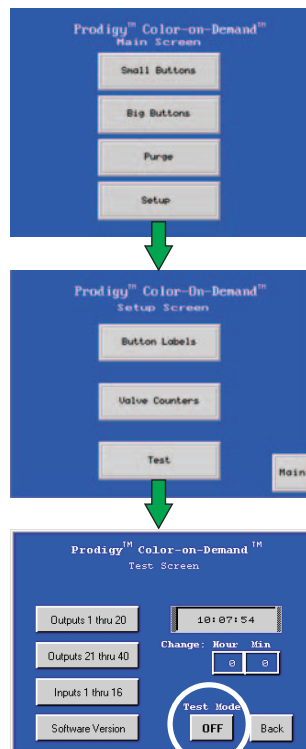 Prodigy™ Color-on-Demand™
Main Screen
Small Buttons
Big Buttons
Purge
Setup
Prodigy™ Color-On-Demand™
Setup Screen
Button Labels
Valve Counters
Test
Main
Prodigy™ Color-on-Demand™
Test Screen
Outputs 1 thru 20
10:07:54
Change: Hour Min
Outputs 21 thru 40
0 0
Inputs 1 thru 16
Test Mode
Software Version
OFF
Back